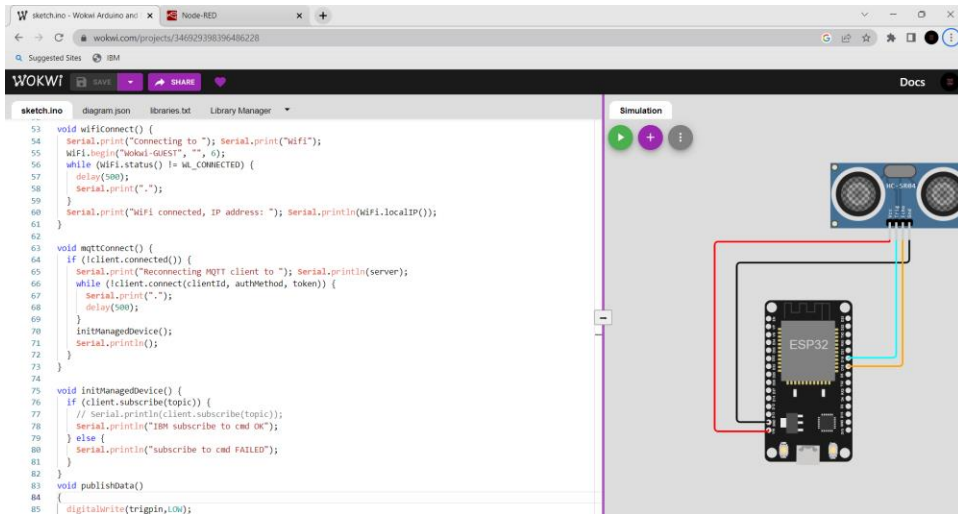 sketch.ino - Wokwi Arduino and
Node-RED
wokwi.com/projects/346929398396486228
Suggested Sites IBM
WOKWi SAVE SHARE Docs
sketch.ino diagram.json libraries.txt Library Manager
Simulation
53 void wifiConnect() {
54 Serial.print("Connecting to "); Serial.print("Wifi");
55 WiFi.begin("Wokwi-GUEST", "", 6);
56 while (WiFi.status() != WL_CONNECTED) {
57 delay(500);
58 Serial.print(".");
59 }
60 Serial.print("WiFi connected, IP address: "); Serial.println(WiFi.localIP());
61 }
62
63 void mqttConnect() {
64 if (!client.connected()) {
65 Serial.print("Reconnecting MQTT client to "); Serial.println(server);
66 while (!client.connect(clientId, authMethod, token)) {
67 Serial.print(".");
68 delay(500);
69 }
70 initManagedDevice();
71 Serial.println();
72 }
73 }
74
75 void initManagedDevice() {
76 if (client.subscribe(topic)) {
77 // Serial.println(client.subscribe(topic));
78 Serial.println("IBM subscribe to cmd OK");
79 } else {
80 Serial.println("subscribe to cmd FAILED");
81 }
82 }
83 void publishData()
84 {
85 digitalWrite(trigpin,LOW);
HC-SR04
ESP32